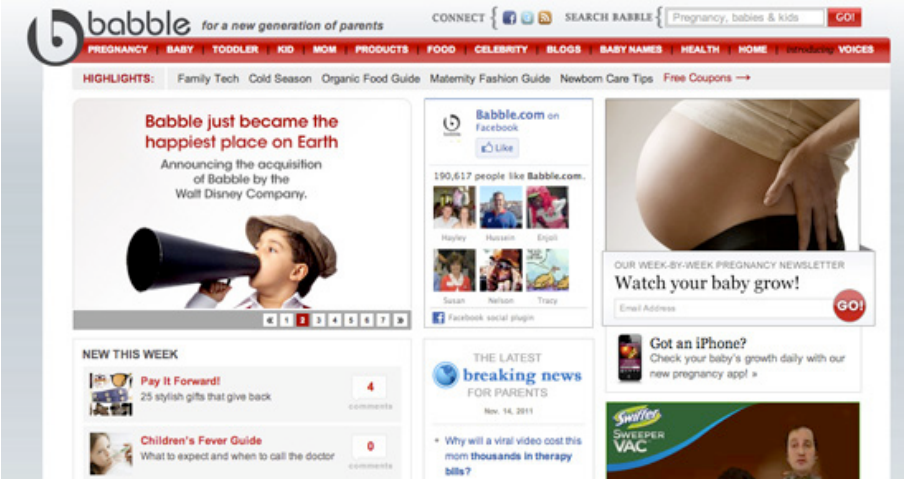 babble for a new generation of parents
CONNECT { SEARCH BABBLE { Pregnancy, babies & kids GO!
PREGNANCY BABY TODDLER KID MOM PRODUCTS FOOD CELEBRITY BLOGS BABY NAMES HEALTH HOME introducing VOICES
HIGHLIGHTS: Family Tech Cold Season Organic Food Guide Maternity Fashion Guide Newborn Care Tips Free Coupons →
Babble just became the
happiest place on Earth
Announcing the acquisition
of Babble by the
Walt Disney Company.
« 1 2 3 4 5 6 7 »
Babble.com on
Facebook
Like
190,617 people like Babble.com.
Hayley Hussein Enjoli
Susan Nelson Tracy
Facebook social plugin
OUR WEEK-BY-WEEK PREGNANCY NEWSLETTER
Watch your baby grow!
Email Address GO!
Got an iPhone?
Check your baby's growth daily with our
new pregnancy app! »
NEW THIS WEEK
Pay It Forward!
25 stylish gifts that give back
4
comments
Children's Fever Guide
What to expect and when to call the doctor
0
comments
THE LATEST
breaking news
FOR PARENTS
Nov. 14, 2011
• Why will a viral video cost this
mom thousands in therapy
bills?
Swiffer
SWEEPER
VAC